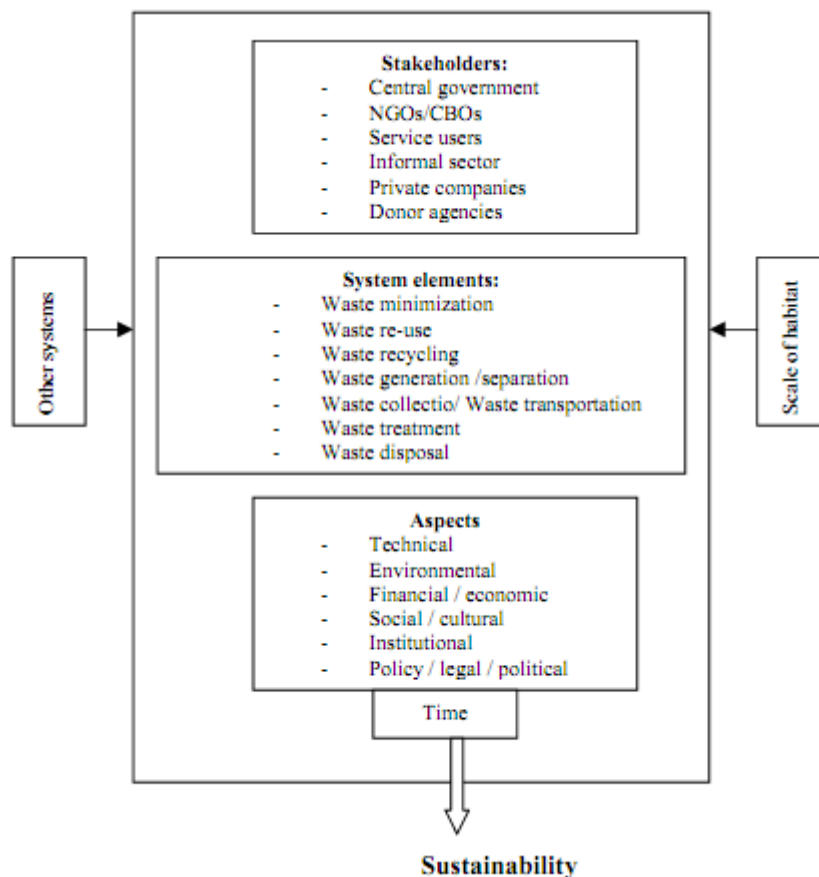 Stakeholders:
- Central government
- NGOs/CBOs
- Service users
- Informal sector
- Private companies
- Donor agencies
Other systems
System elements:
- Waste minimization
- Waste re-use
- Waste recycling
- Waste generation /separation
- Waste collectio/ Waste transportation
- Waste treatment
- Waste disposal
Scale of habitat
Aspects
- Technical
- Environmental
- Financial / economic
- Social / cultural
- Institutional
- Policy / legal / political
Time
Sustainability